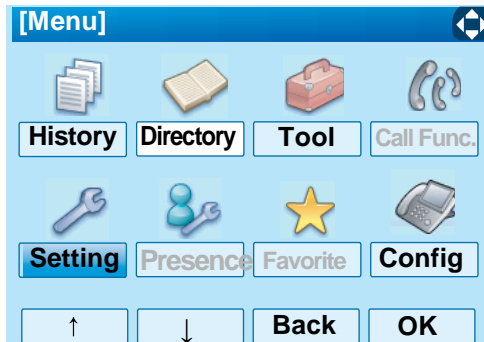 [Menu]
History Directory Tool Call Func.
Setting Presence Favorite Config
↑ ↓ Back OK